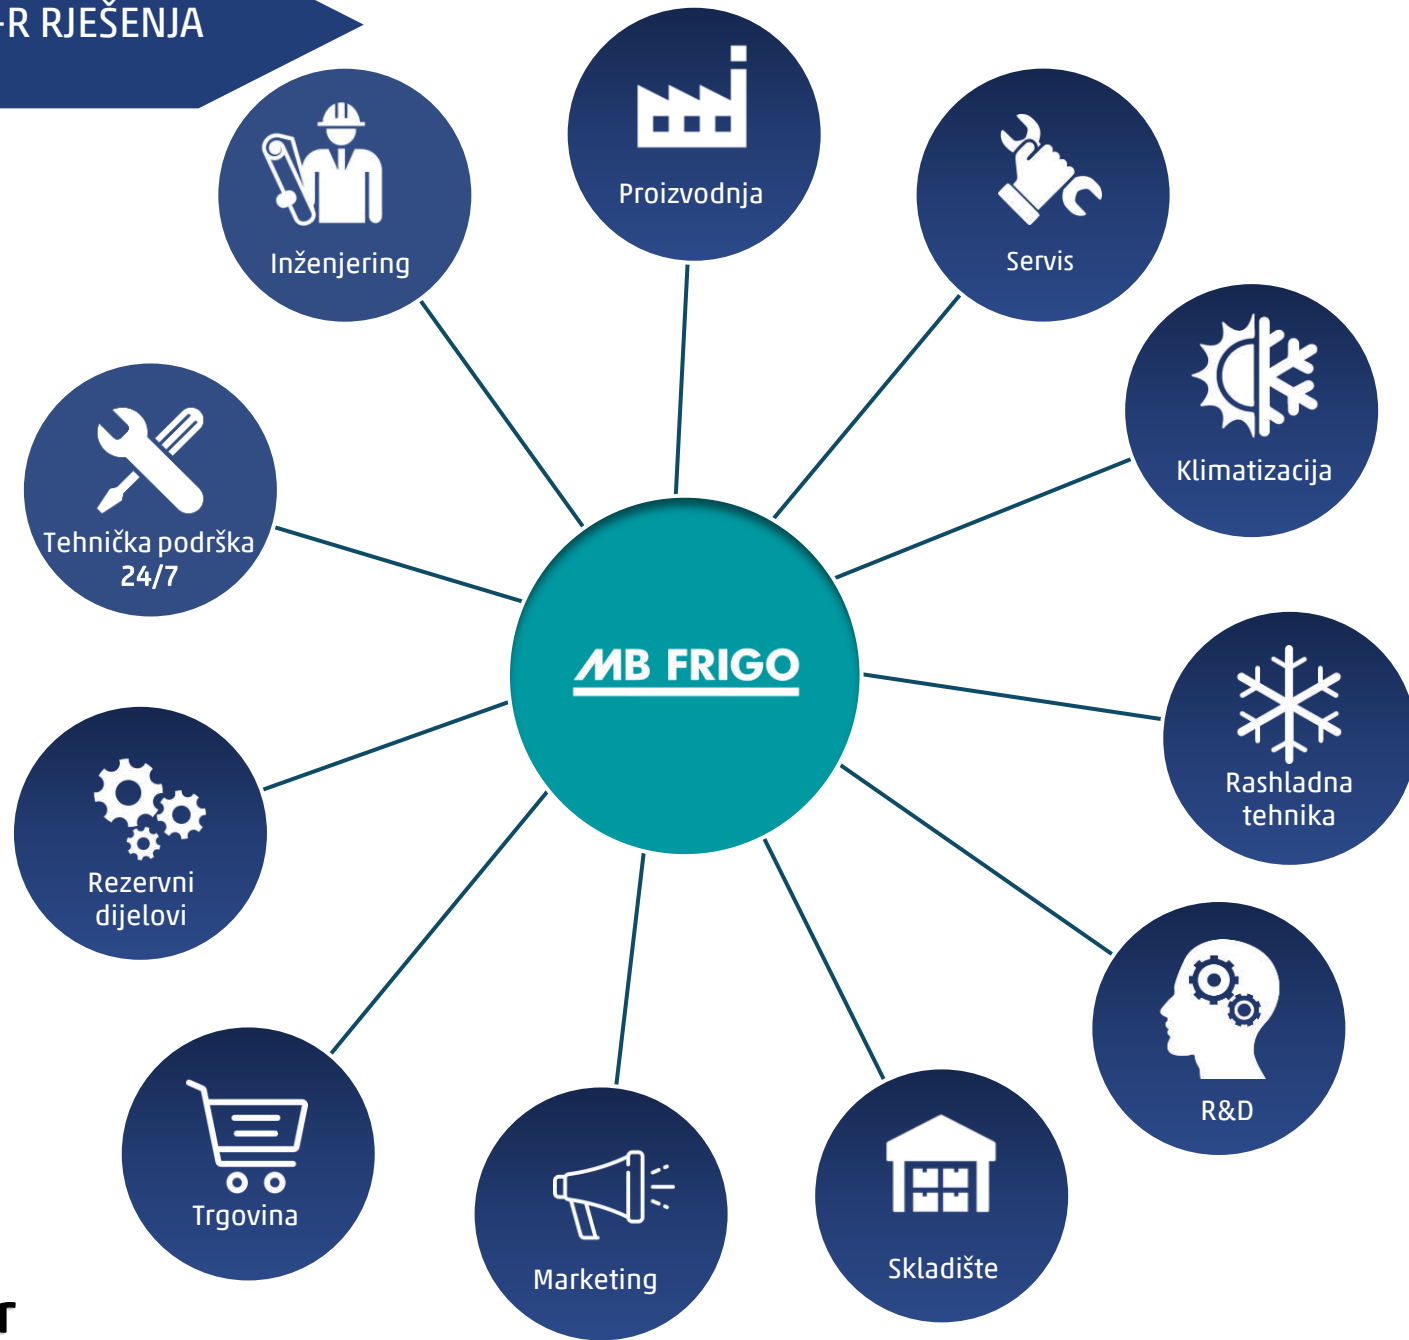 -R RJEŠENJA
Proizvodnja
Inženjering
Servis
Klimatizacija
Tehnička podrška
24/7
MB FRIGO
Rashladna
tehnika
Rezervni
dijelovi
R&D
Trgovina
Skladište
Marketing